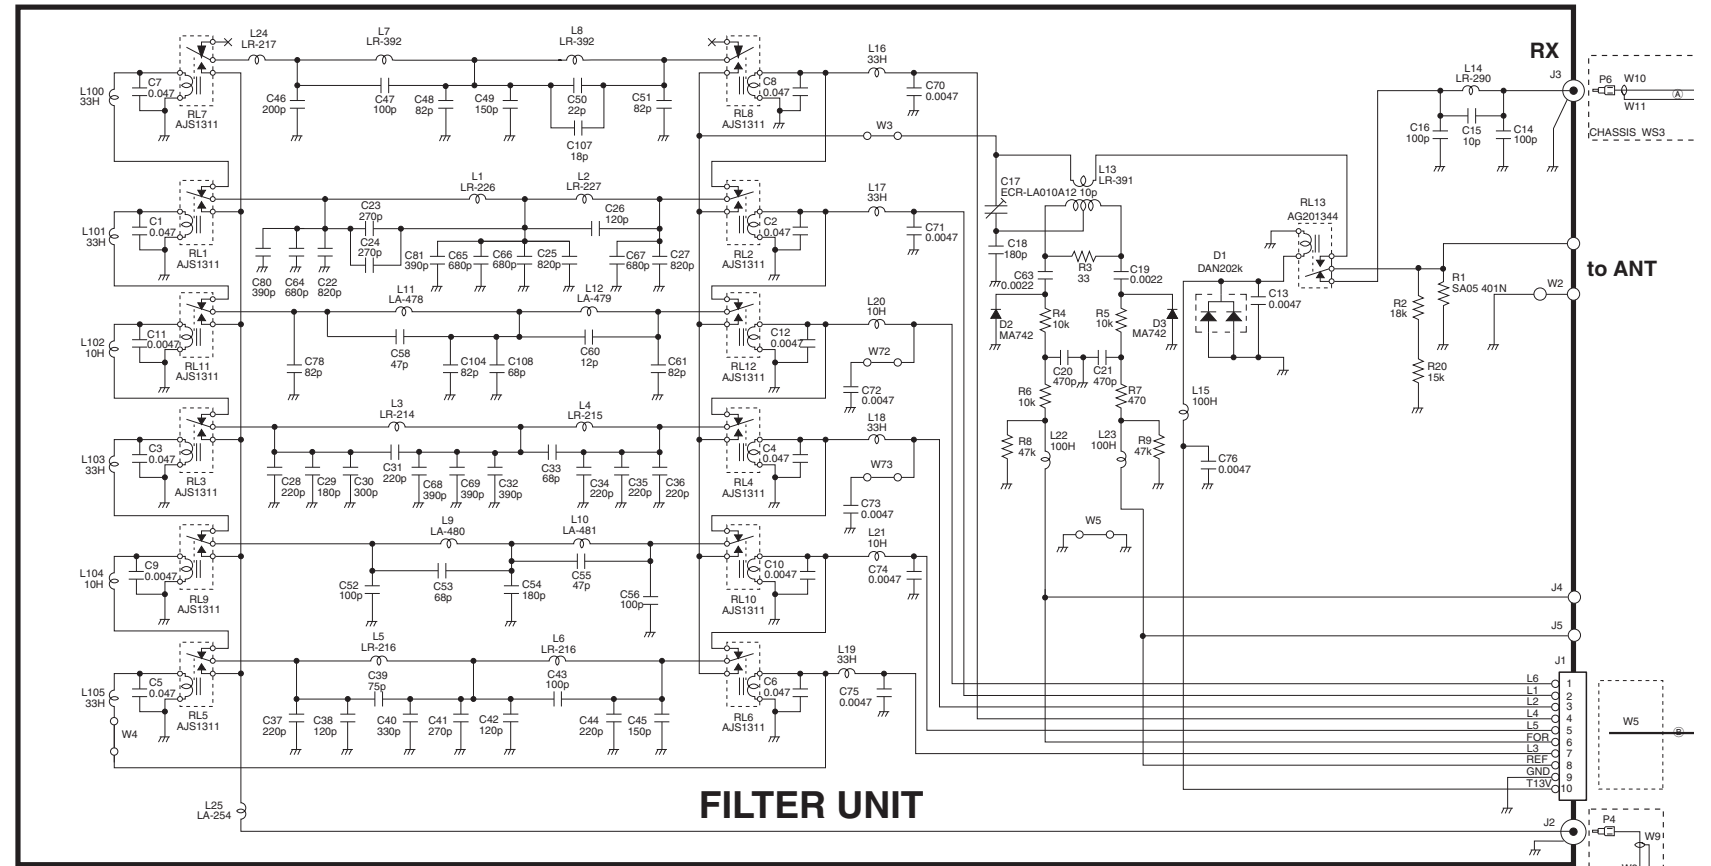 RX
to ANT
FILTER UNIT
L24
LR-217
L7
LR-392
L8
LR-392
L16
33H
L14
LR-290
J3
P6
W10
W11
Ⓐ
CHASSIS WS3
L100
33H
C7
0.047
RL7
AJS1311
C46
200p
C47
100p
C48
82p
C49
150p
C50
22p
C107
18p
C51
82p
C8
0.047
RL8
AJS1311
C70
0.0047
W3
C16
100p
C15
10p
C14
100p
L1
LR-226
L2
LR-227
L17
33H
C17
ECR-LA010A12 10p
L13
LR-391
RL13
AG201344
L101
33H
C1
0.047
RL1
AJS1311
C23
270p
C24
270p
C26
120p
C80
390p
C64
680p
C22
820p
C81
390p
C65
680p
C66
680p
C25
820p
C67
680p
C27
820p
C2
0.047
RL2
AJS1311
C71
0.0047
C18
180p
C63
0.0022
R3
33
C19
0.0022
D1
DAN202k
C13
0.0047
R1
SA05 401N
R2
18k
R20
15k
W2
L11
LA-478
L12
LA-479
L20
10H
L102
10H
C11
0.0047
RL11
AJS1311
C78
82p
C58
47p
C104
82p
C108
68p
C60
12p
C61
82p
C12
0.0047
RL12
AJS1311
W72
C72
0.0047
D2
MA742
R4
10k
R5
10k
D3
MA742
C20
470p
C21
470p
R6
10k
R7
470
L15
100H
L3
LR-214
L4
LR-215
L18
33H
L103
33H
C3
0.047
RL3
AJS1311
C28
220p
C29
180p
C30
300p
C31
220p
C68
390p
C69
390p
C32
390p
C33
68p
C34
220p
C35
220p
C36
220p
C4
0.047
RL4
AJS1311
W73
C73
0.0047
R8
47k
L22
100H
L23
100H
R9
47k
C76
0.0047
L9
LA-480
L10
LA-481
L21
10H
W5
L104
10H
C9
0.0047
RL9
AJS1311
C52
100p
C53
68p
C54
180p
C55
47p
C56
100p
C10
0.0047
RL10
AJS1311
C74
0.0047
J4
J5
L5
LR-216
L6
LR-216
L19
33H
L105
33H
C5
0.047
RL5
AJS1311
W4
C37
220p
C38
120p
C39
75p
C40
330p
C41
270p
C42
120p
C43
100p
C44
220p
C45
150p
C6
0.047
RL6
AJS1311
C75
0.0047
J1
L6 1
L1 2
L2 3
L4 4
L5 5
FOR 6
L3 7
REF 8
GND 9
T13V 10
W5
Ⓑ
L25
LA-254
J2
P4
W9